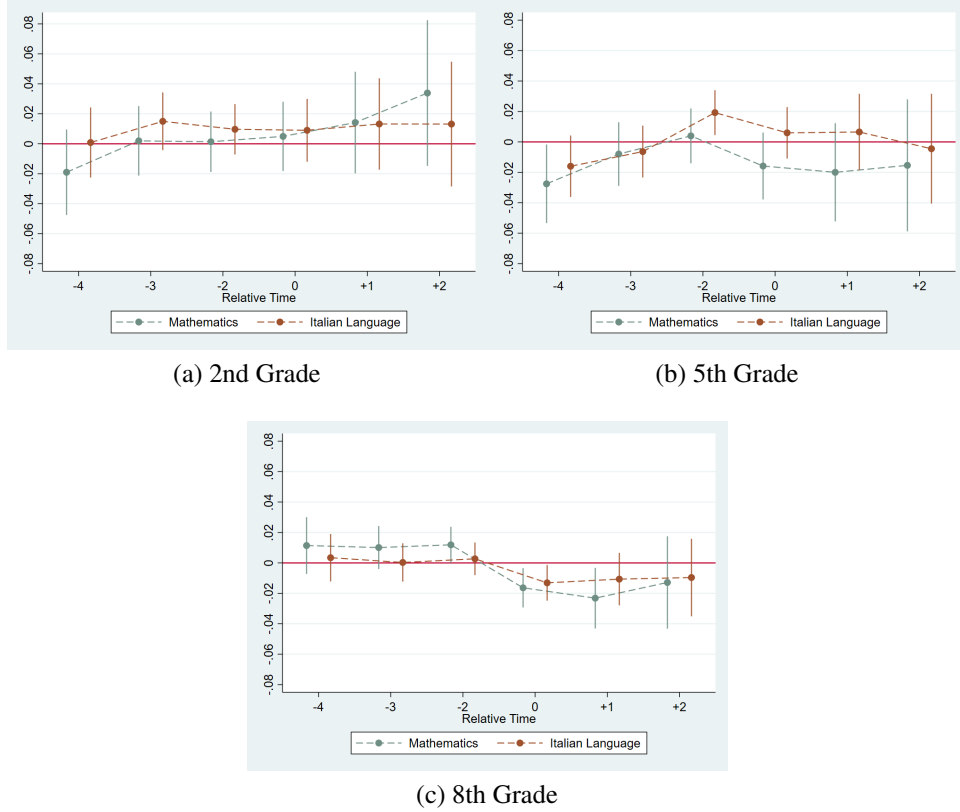 .08
.06
.04
.02
0
-.02
-.04
-.06
-.08
-4 -3 -2 0 +1 +2
Relative Time
Mathematics Italian Language
(a) 2nd Grade
.08
.06
.04
.02
0
-.02
-.04
-.06
-.08
-4 -3 -2 0 +1 +2
Relative Time
Mathematics Italian Language
(b) 5th Grade
.08
.06
.04
.02
0
-.02
-.04
-.06
-.08
-4 -3 -2 0 +1 +2
Relative Time
Mathematics Italian Language
(c) 8th Grade